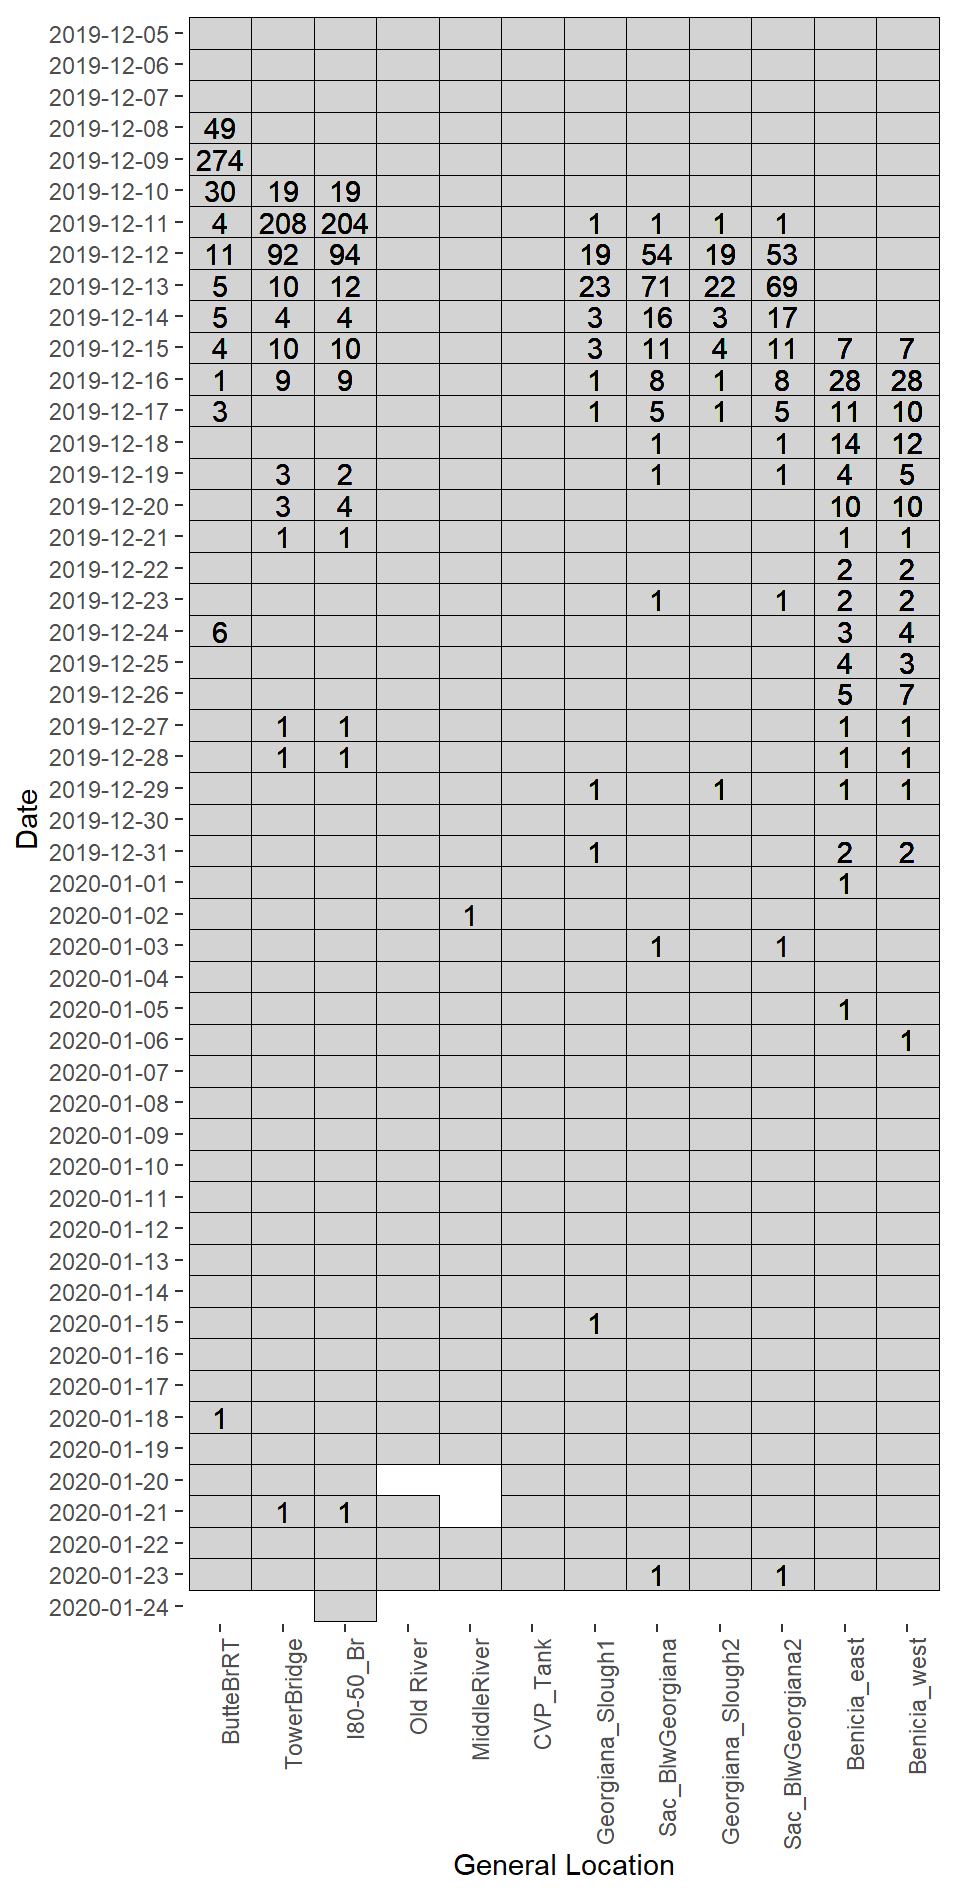 2019-12-05
2019-12-06
2019-12-07
2019-12-08 49
2019-12-09 274
2019-12-10 30 19 19
2019-12-11 4 208 204 1 1 1 1
2019-12-12 11 92 94 19 54 19 53
2019-12-13 5 10 12 23 71 22 69
2019-12-14 5 4 4 3 16 3 17
2019-12-15 4 10 10 3 11 4 11 7 7
2019-12-16 1 9 9 1 8 1 8 28 28
2019-12-17 3 1 5 1 5 11 10
2019-12-18 1 1 14 12
2019-12-19 3 2 1 1 4 5
2019-12-20 3 4 10 10
2019-12-21 1 1 1 1
2019-12-22 2 2
2019-12-23 1 1 2 2
2019-12-24 6 3 4
2019-12-25 4 3
2019-12-26 5 7
2019-12-27 1 1 1 1
2019-12-28 1 1 1 1
2019-12-29 1 1 1 1
2019-12-30
2019-12-31 1 2 2
2020-01-01 1
2020-01-02 1
2020-01-03 1 1
2020-01-04
2020-01-05 1
2020-01-06 1
2020-01-07
2020-01-08
2020-01-09
2020-01-10
2020-01-11
2020-01-12
2020-01-13
2020-01-14
2020-01-15 1
2020-01-16
2020-01-17
2020-01-18 1
2020-01-19
2020-01-20
2020-01-21 1 1
2020-01-22
2020-01-23 1 1
2020-01-24
Date
ButteBrRT
TowerBridge
I80-50_Br
Old River
MiddleRiver
CVP_Tank
Georgiana_Slough1
Sac_BlwGeorgiana
Georgiana_Slough2
Sac_BlwGeorgiana2
Benicia_east
Benicia_west
General Location